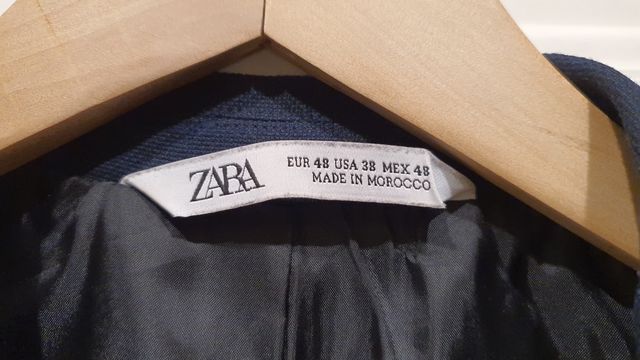 ZARA
EUR 48 USA 38 MEX 48
MADE IN MOROCCO